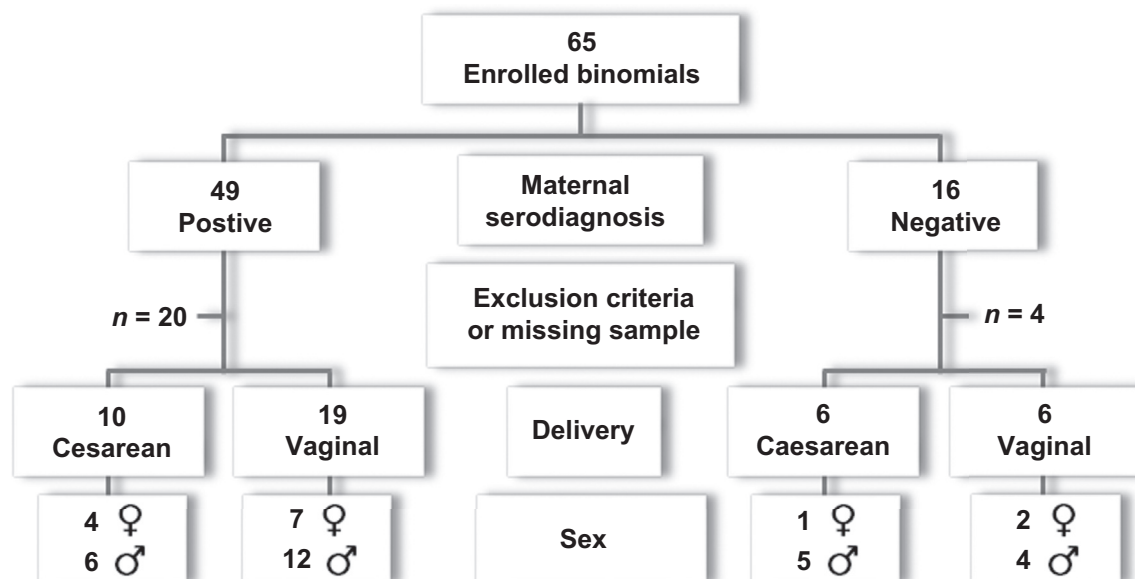 65
Enrolled binomials
49
Postive
Maternal
serodiagnosis
16
Negative
n = 20
Exclusion criteria
or missing sample
n = 4
10
Cesarean
19
Vaginal
Delivery
6
Caesarean
6
Vaginal
4 ♀
6 ♂
7 ♀
12 ♂
Sex
1 ♀
5 ♂
2 ♀
4 ♂